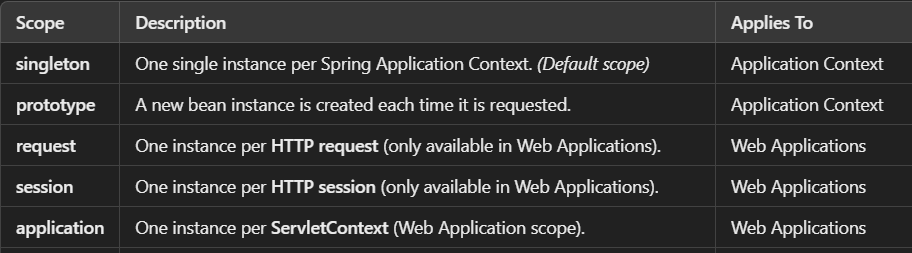 Scope Description Applies To
singleton One single instance per Spring Application Context. (Default scope) Application Context
prototype A new bean instance is created each time it is requested. Application Context
request One instance per HTTP request (only available in Web Applications). Web Applications
session One instance per HTTP session (only available in Web Applications). Web Applications
application One instance per ServletContext (Web Application scope). Web Applications